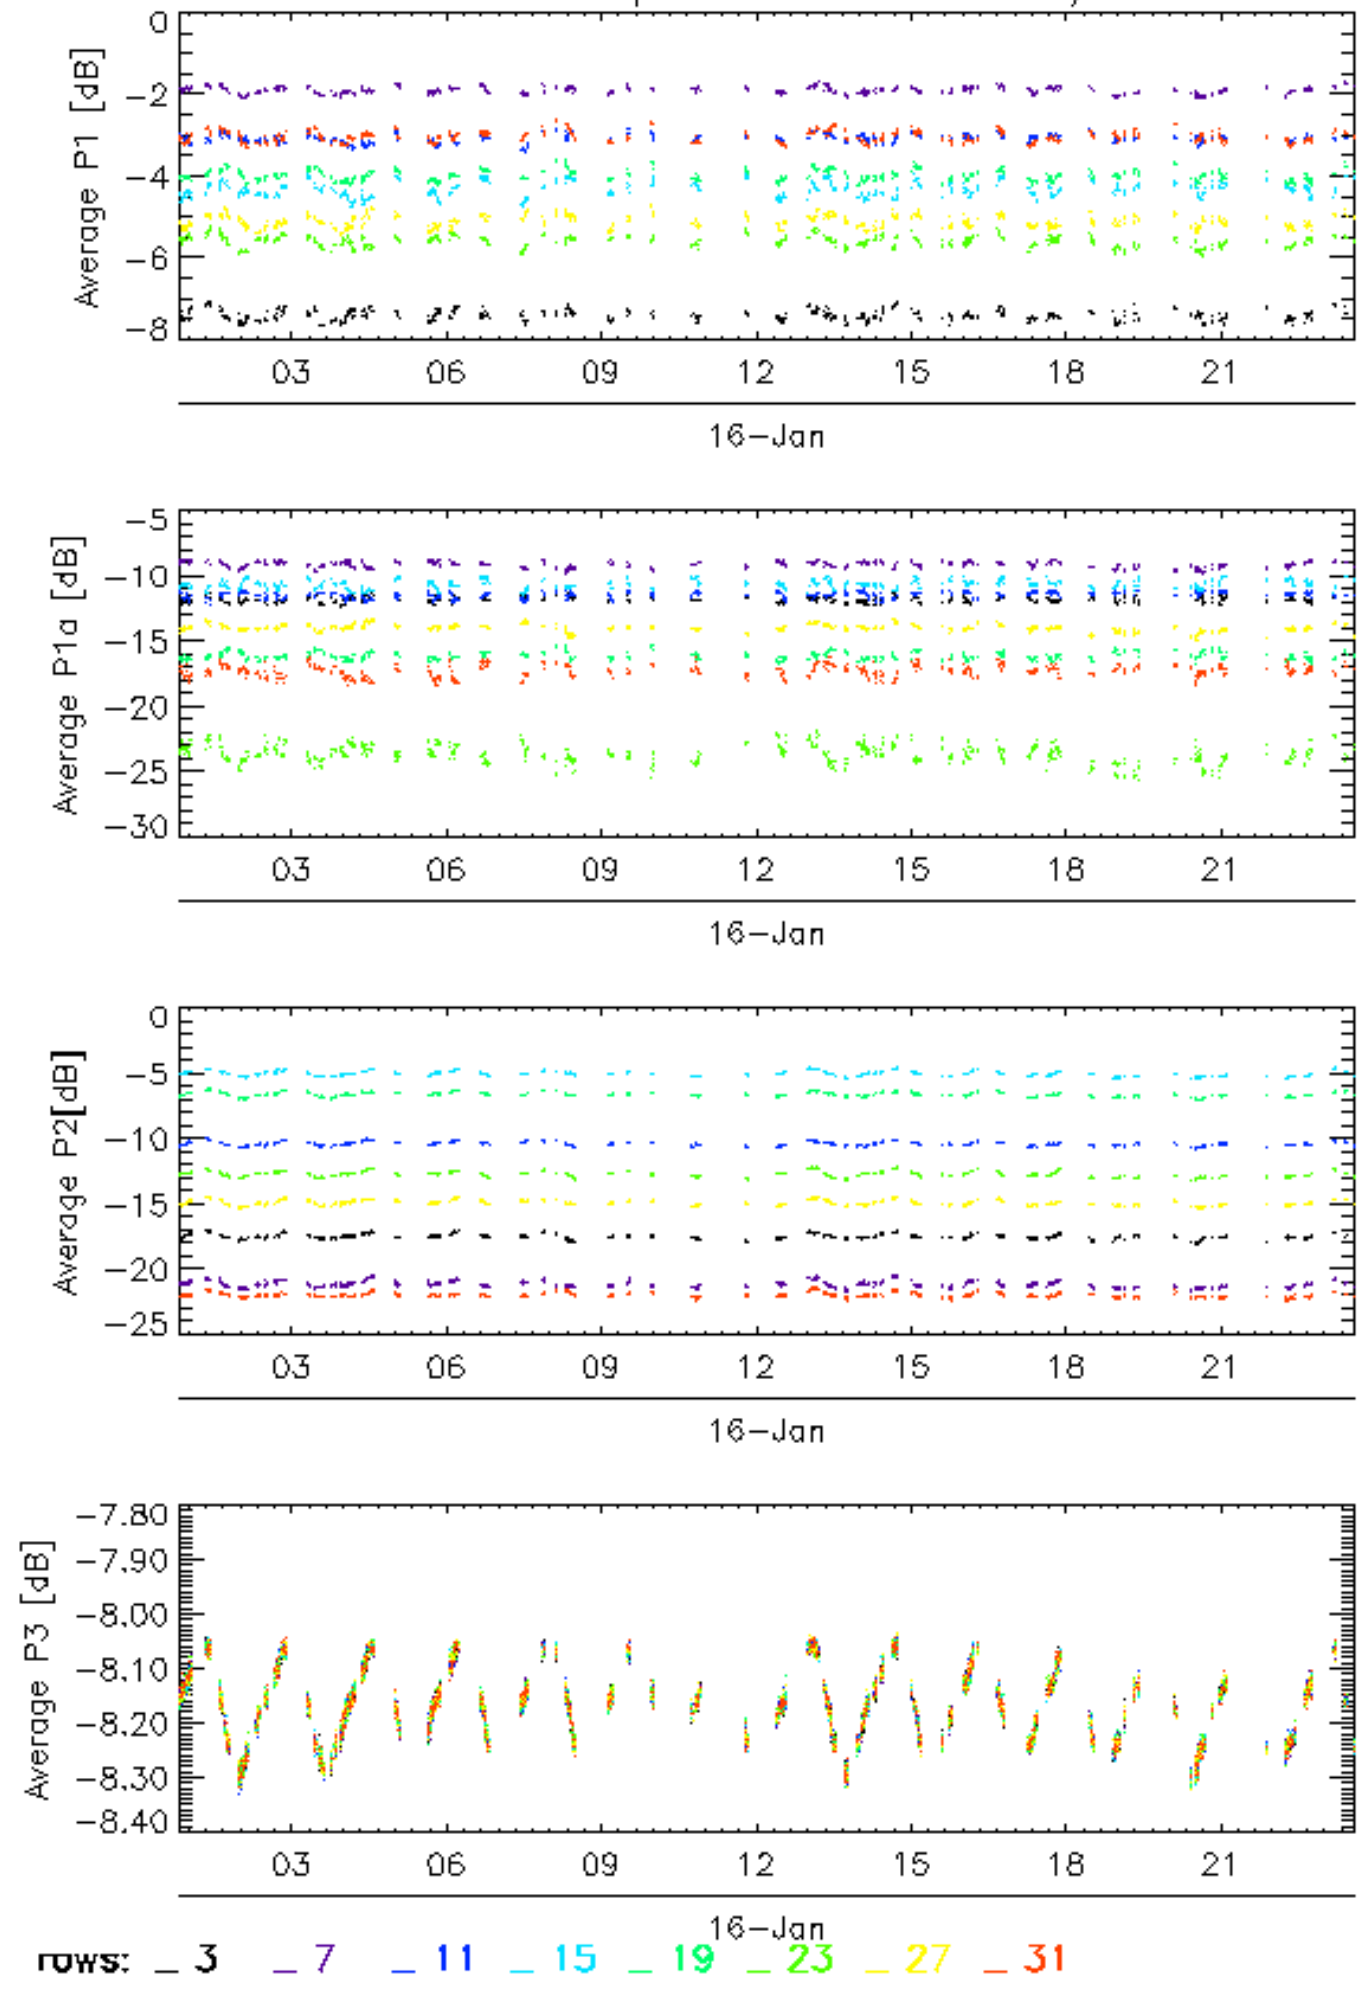 0
-2
-4
-6
-8
Average P1 [dB]
03 06 09 12 15 18 21
16-Jan
-5
-10
-15
-20
-25
-30
Average P1a [dB]
03 06 09 12 15 18 21
16-Jan
0
-5
-10
-15
-20
-25
Average P2[dB]
03 06 09 12 15 18 21
16-Jan
-7.80
-7.90
-8.00
-8.10
-8.20
-8.30
-8.40
Average P3 [dB]
03 06 09 12 15 18 21
16-Jan
rows: _ 3 _ 7 _ 11 _ 15 _ 19 _ 23 _ 27 _ 31